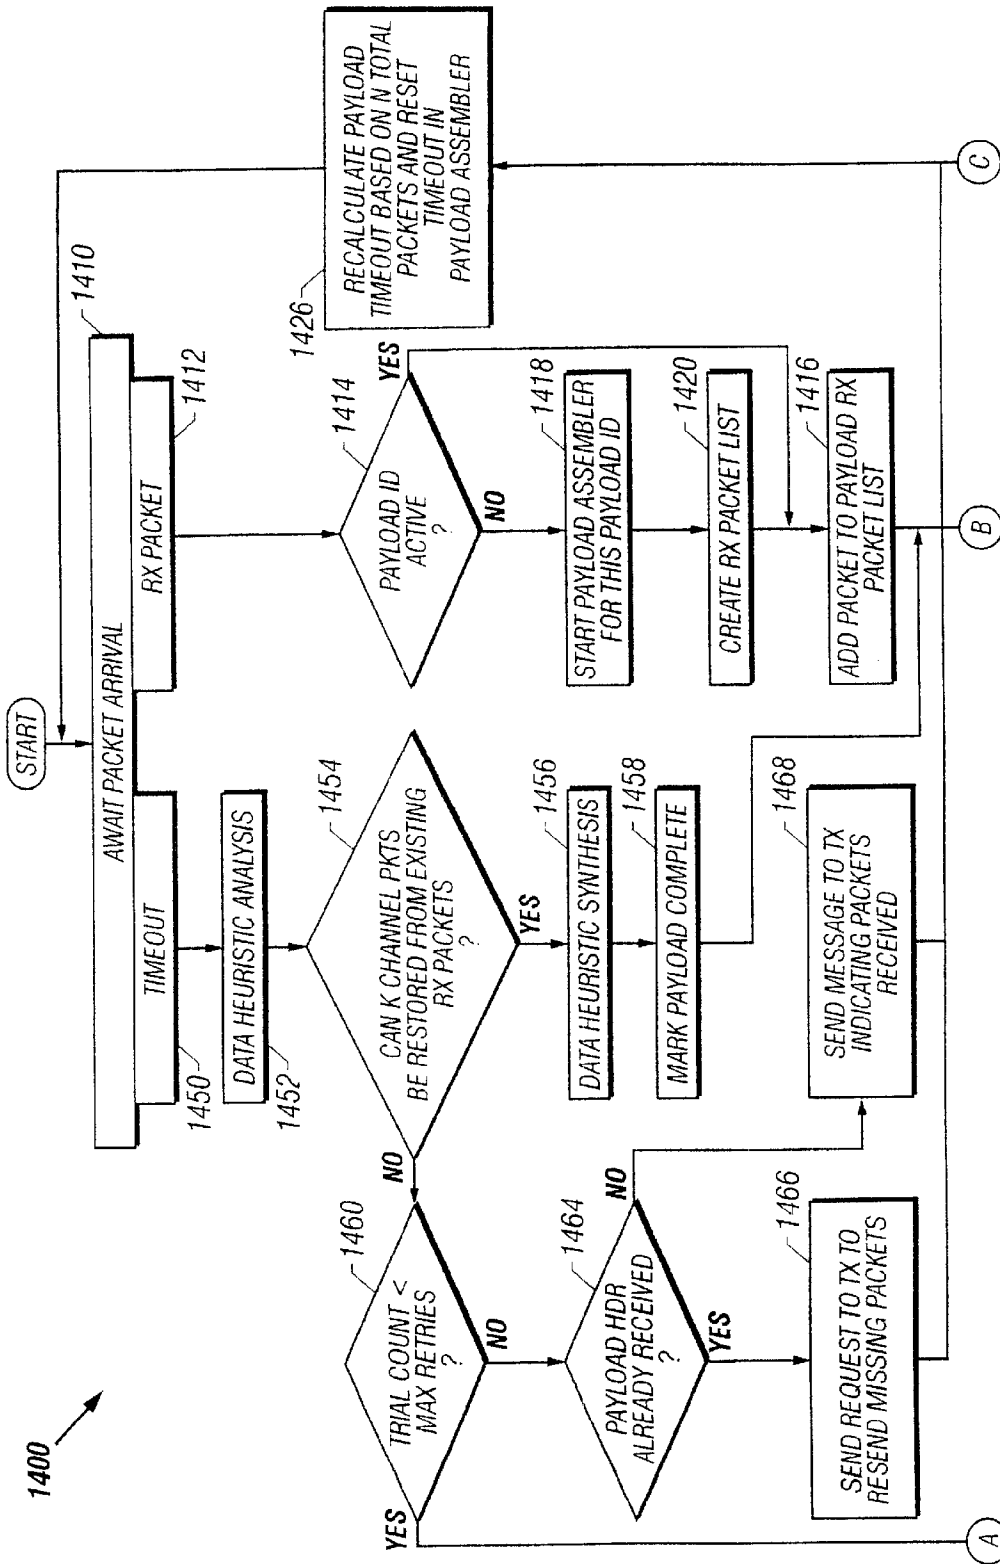 1400
START
AWAIT PACKET ARRIVAL
1410
TIMEOUT
1450
RX PACKET
1412
DATA HEURISTIC ANALYSIS
1452
CAN K CHANNEL PKTS
BE RESTORED FROM EXISTING
RX PACKETS
?
1454
NO
YES
DATA HEURISTIC SYNTHESIS
1456
MARK PAYLOAD COMPLETE
1458
TRIAL COUNT <
MAX RETRIES
?
1460
YES
NO
PAYLOAD HDR
ALREADY RECEIVED
?
1464
NO
YES
SEND REQUEST TO TX TO
RESEND MISSING PACKETS
1466
SEND MESSAGE TO TX
INDICATING PACKETS
RECEIVED
1468
PAYLOAD ID
ACTIVE
?
1414
YES
NO
START PAYLOAD ASSEMBLER
FOR THIS PAYLOAD ID
1418
CREATE RX PACKET LIST
1420
ADD PACKET TO PAYLOAD RX
PACKET LIST
1416
RECALCULATE PAYLOAD
TIMEOUT BASED ON N TOTAL
PACKETS AND RESET
TIMEOUT IN
PAYLOAD ASSEMBLER
1426
A
B
C